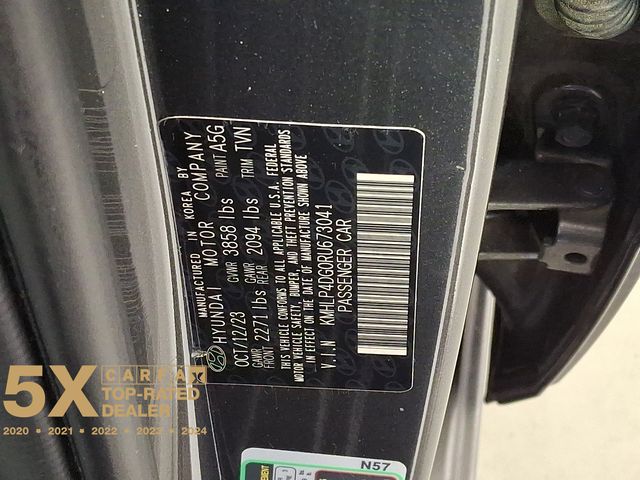 MANUFACTURED IN KOREA BY
HYUNDAI MOTOR COMPANY
OCT/12/23 GVWR 3858 lbs PAINT A5G
GAWR FRONT 2271 lbs GAWR REAR 2094 lbs TRIM TVN
THIS VEHICLE CONFORMS TO ALL APPLICABLE U.S.A. FEDERAL
MOTOR VEHICLE SAFETY, BUMPER, AND THEFT PREVENTION STANDARDS
IN EFFECT ON THE DATE OF MANUFACTURE SHOWN ABOVE
V I N KMHLP4DG0RU673041
PASSENGER CAR
N57
5X CARFAX
TOP-RATED
DEALER
2020 • 2021 • 2022 • 2023 • 2024